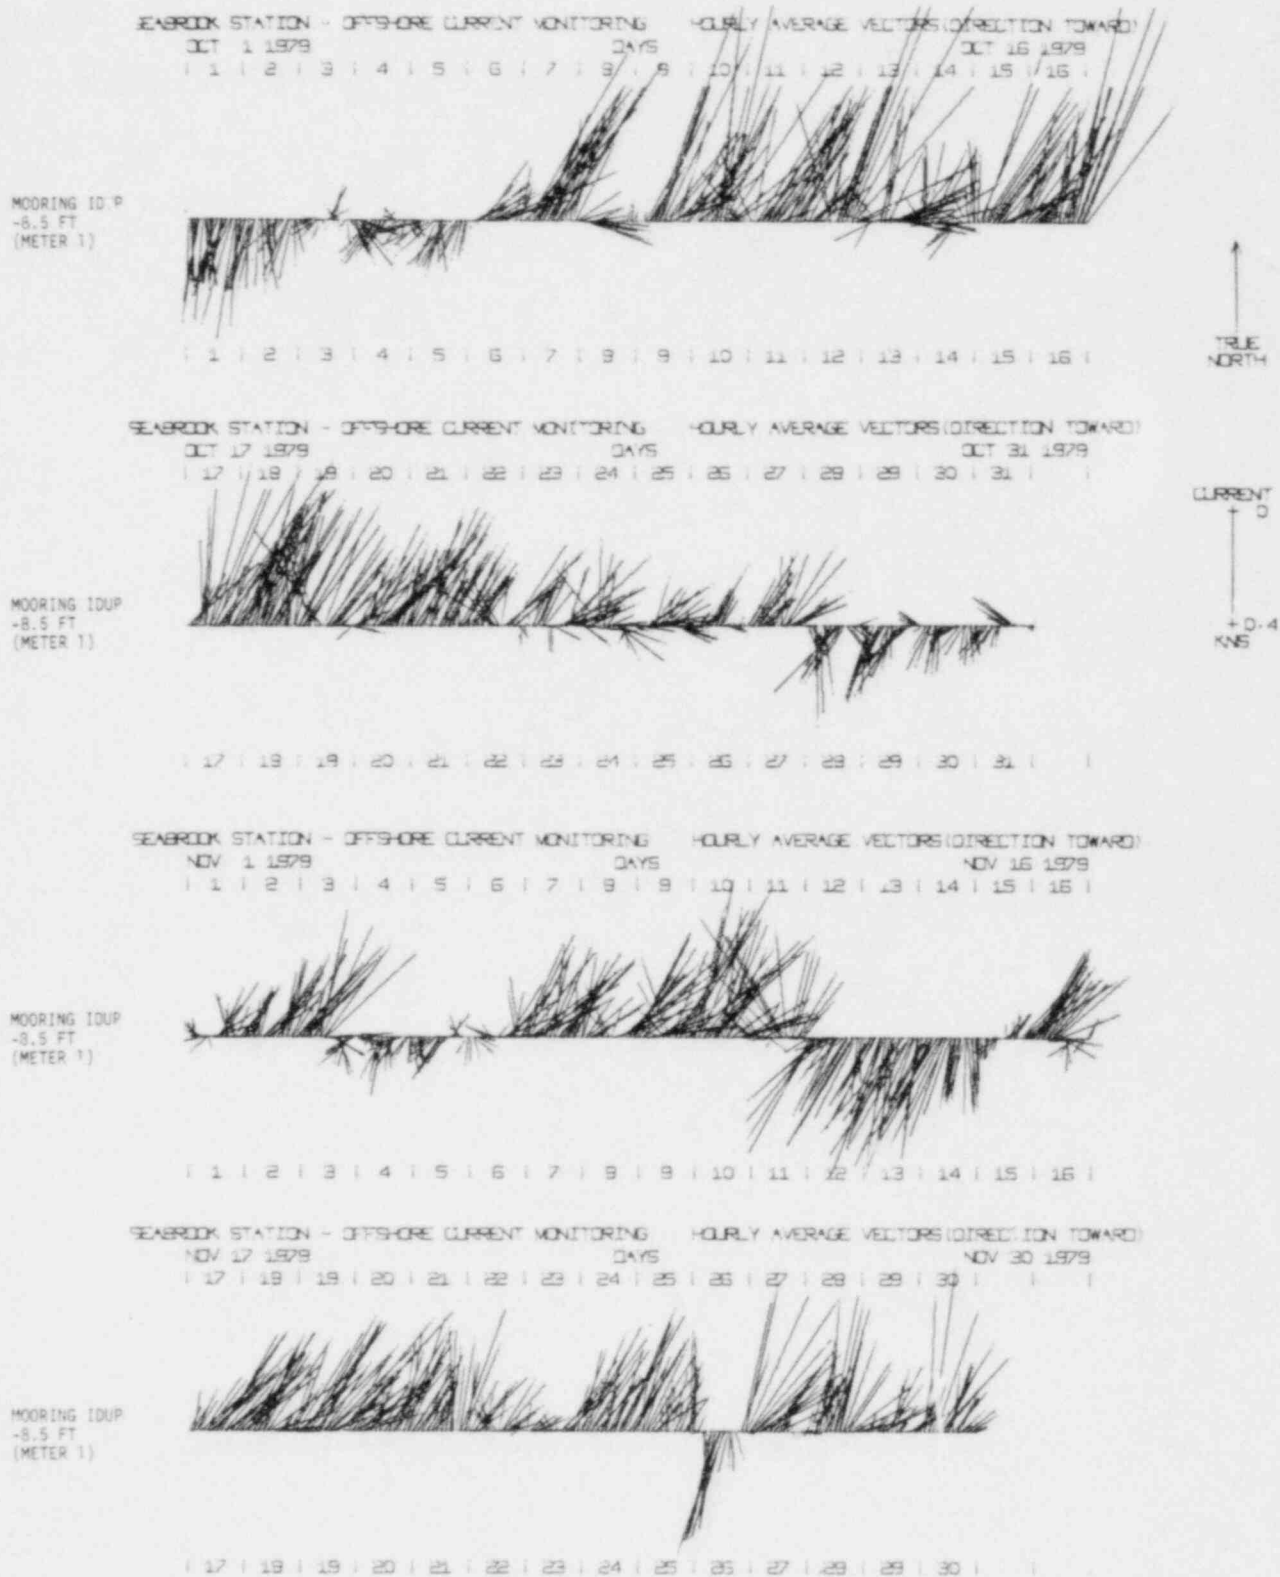 SEABROOK STATION - OFFSHORE CURRENT MONITORING HOURLY AVERAGE VECTORS(DIRECTION TOWARD)
OCT 1 1979 DAYS OCT 16 1979
| 1 | 2 | 3 | 4 | 5 | 6 | 7 | 8 | 9 | 10 | 11 | 12 | 13 | 14 | 15 | 16 |
MOORING
-8.5 FT
(METER 1)
| 1 | 2 | 3 | 4 | 5 | 6 | 7 | 8 | 9 | 10 | 11 | 12 | 13 | 14 | 15 | 16 |
TRUE
NORTH
SEABROOK STATION - OFFSHORE CURRENT MONITORING HOURLY AVERAGE VECTORS(DIRECTION TOWARD)
OCT 17 1979 DAYS OCT 31 1979
| 17 | 18 | 19 | 20 | 21 | 22 | 23 | 24 | 25 | 26 | 27 | 28 | 29 | 30 | 31 | |
CURRENT
0
MOORING IDUP
-8.5 FT
(METER 1)
0.4
KNS
| 17 | 18 | 19 | 20 | 21 | 22 | 23 | 24 | 25 | 26 | 27 | 28 | 29 | 30 | 31 | |
SEABROOK STATION - OFFSHORE CURRENT MONITORING HOURLY AVERAGE VECTORS(DIRECTION TOWARD)
NOV 1 1979 DAYS NOV 16 1979
| 1 | 2 | 3 | 4 | 5 | 6 | 7 | 8 | 9 | 10 | 11 | 12 | 13 | 14 | 15 | 16 |
MOORING IDUP
-8.5 FT
(METER 1)
| 1 | 2 | 3 | 4 | 5 | 6 | 7 | 8 | 9 | 10 | 11 | 12 | 13 | 14 | 15 | 16 |
SEABROOK STATION - OFFSHORE CURRENT MONITORING HOURLY AVERAGE VECTORS(DIRECTION TOWARD)
NOV 17 1979 DAYS NOV 30 1979
| 17 | 18 | 19 | 20 | 21 | 22 | 23 | 24 | 25 | 26 | 27 | 28 | 29 | 30 | | |
MOORING IDUP
-8.5 FT
(METER 1)
| 17 | 18 | 19 | 20 | 21 | 22 | 23 | 24 | 25 | 26 | 27 | 28 | 29 | 30 | | |